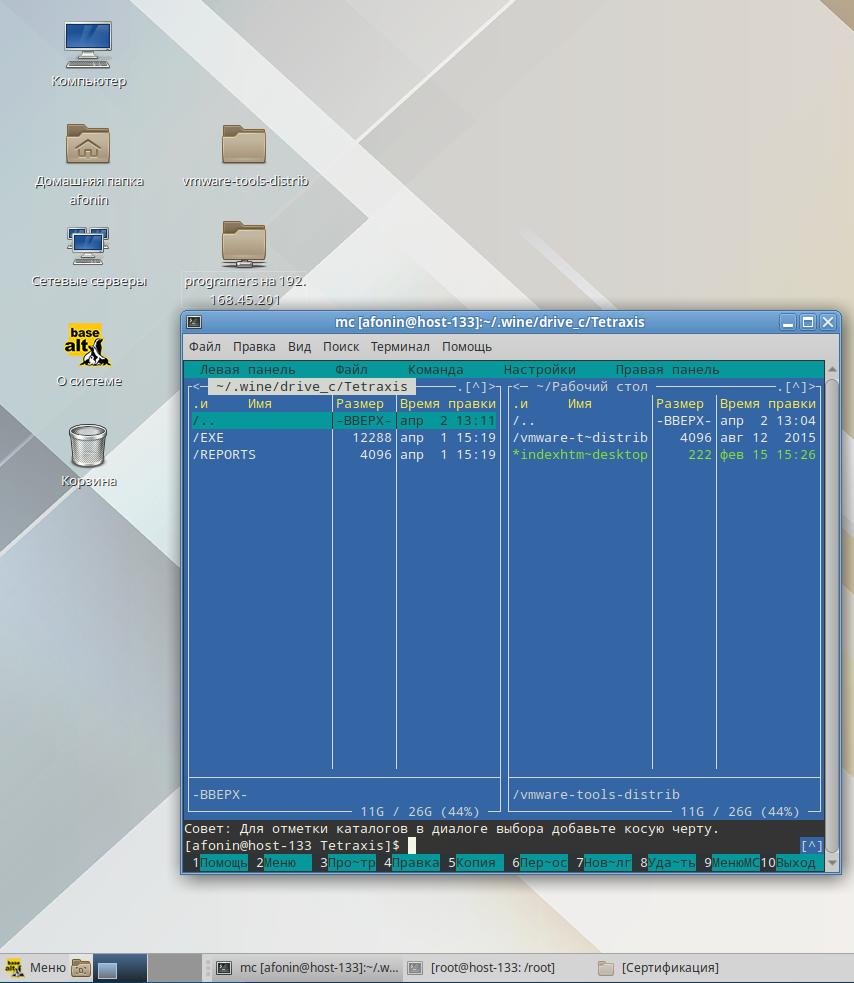 Компьютер
Домашняя папка
afonin
vmware-tools-distrib
Сетевые серверы
programers на 192.
168.45.201
base
alt
О системе
Корзина
mc [afonin@host-133]:~/.wine/drive_c/Tetraxis
Файл Правка Вид Поиск Терминал Помощь
Левая панель Файл Команда Настройки Правая панель
<— ~/.wine/drive_c/Tetraxis .[^]> <— ~/Рабочий стол .[^]>
.и Имя Размер Время правки .и Имя Размер Время правки
/.. -ВВЕРХ- апр 2 13:11 /.. -ВВЕРХ- апр 2 13:04
/EXE 12288 апр 1 15:19 /vmware-t~distrib 4096 авг 12 2015
/REPORTS 4096 апр 1 15:19 *indexhtm~desktop 222 фев 15 15:26
-ВВЕРХ- /vmware-tools-distrib
11G / 26G (44%) 11G / 26G (44%)
Совет: Для отметки каталогов в диалоге выбора добавьте косую черту.
[afonin@host-133 Tetraxis]$ [^]
1Помощь 2Меню 3Про~тр 4Правка 5Копия 6Пер~ос 7Нов~лг 8Уда~ть 9МенюMC 10Выход
base
alt Меню mc [afonin@host-133]:~/.w... [root@host-133: /root] [Сертификация]